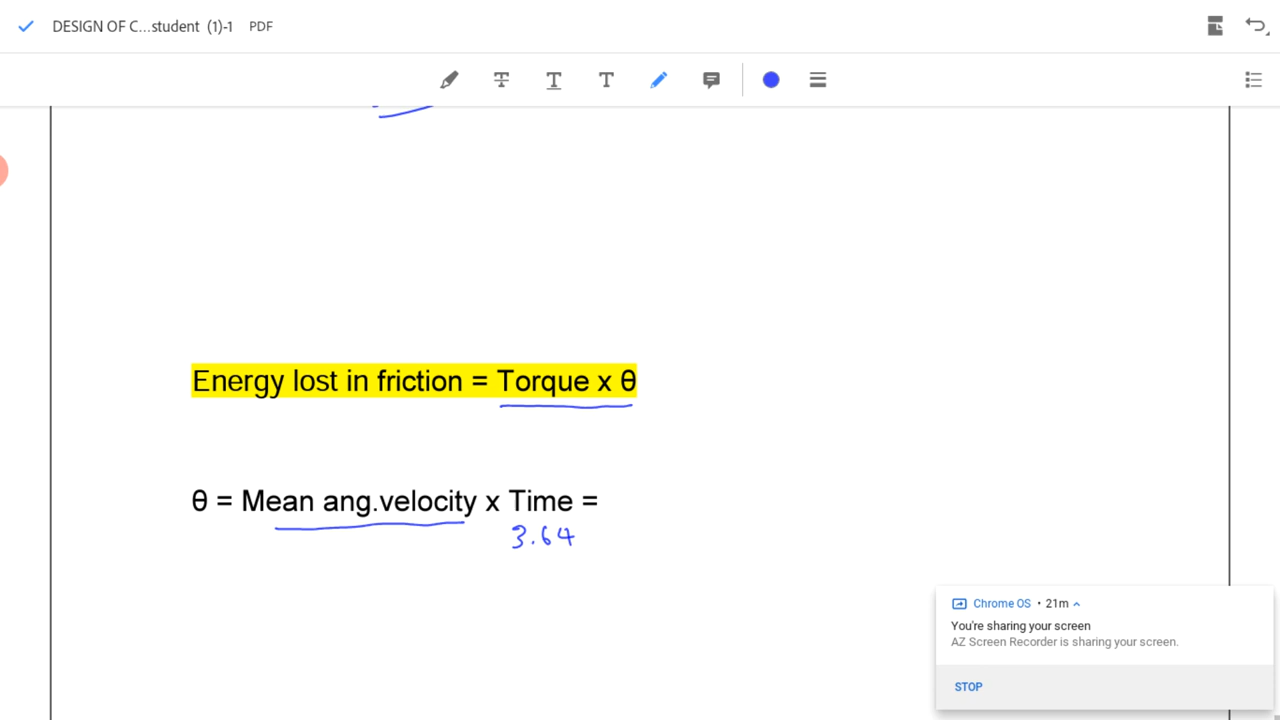 DESIGN OF C...student (1)-1 PDF
T T T
Energy lost in friction = Torque x θ
θ = Mean ang.velocity x Time =
3.64
Chrome OS • 21m
You're sharing your screen
AZ Screen Recorder is sharing your screen.
STOP